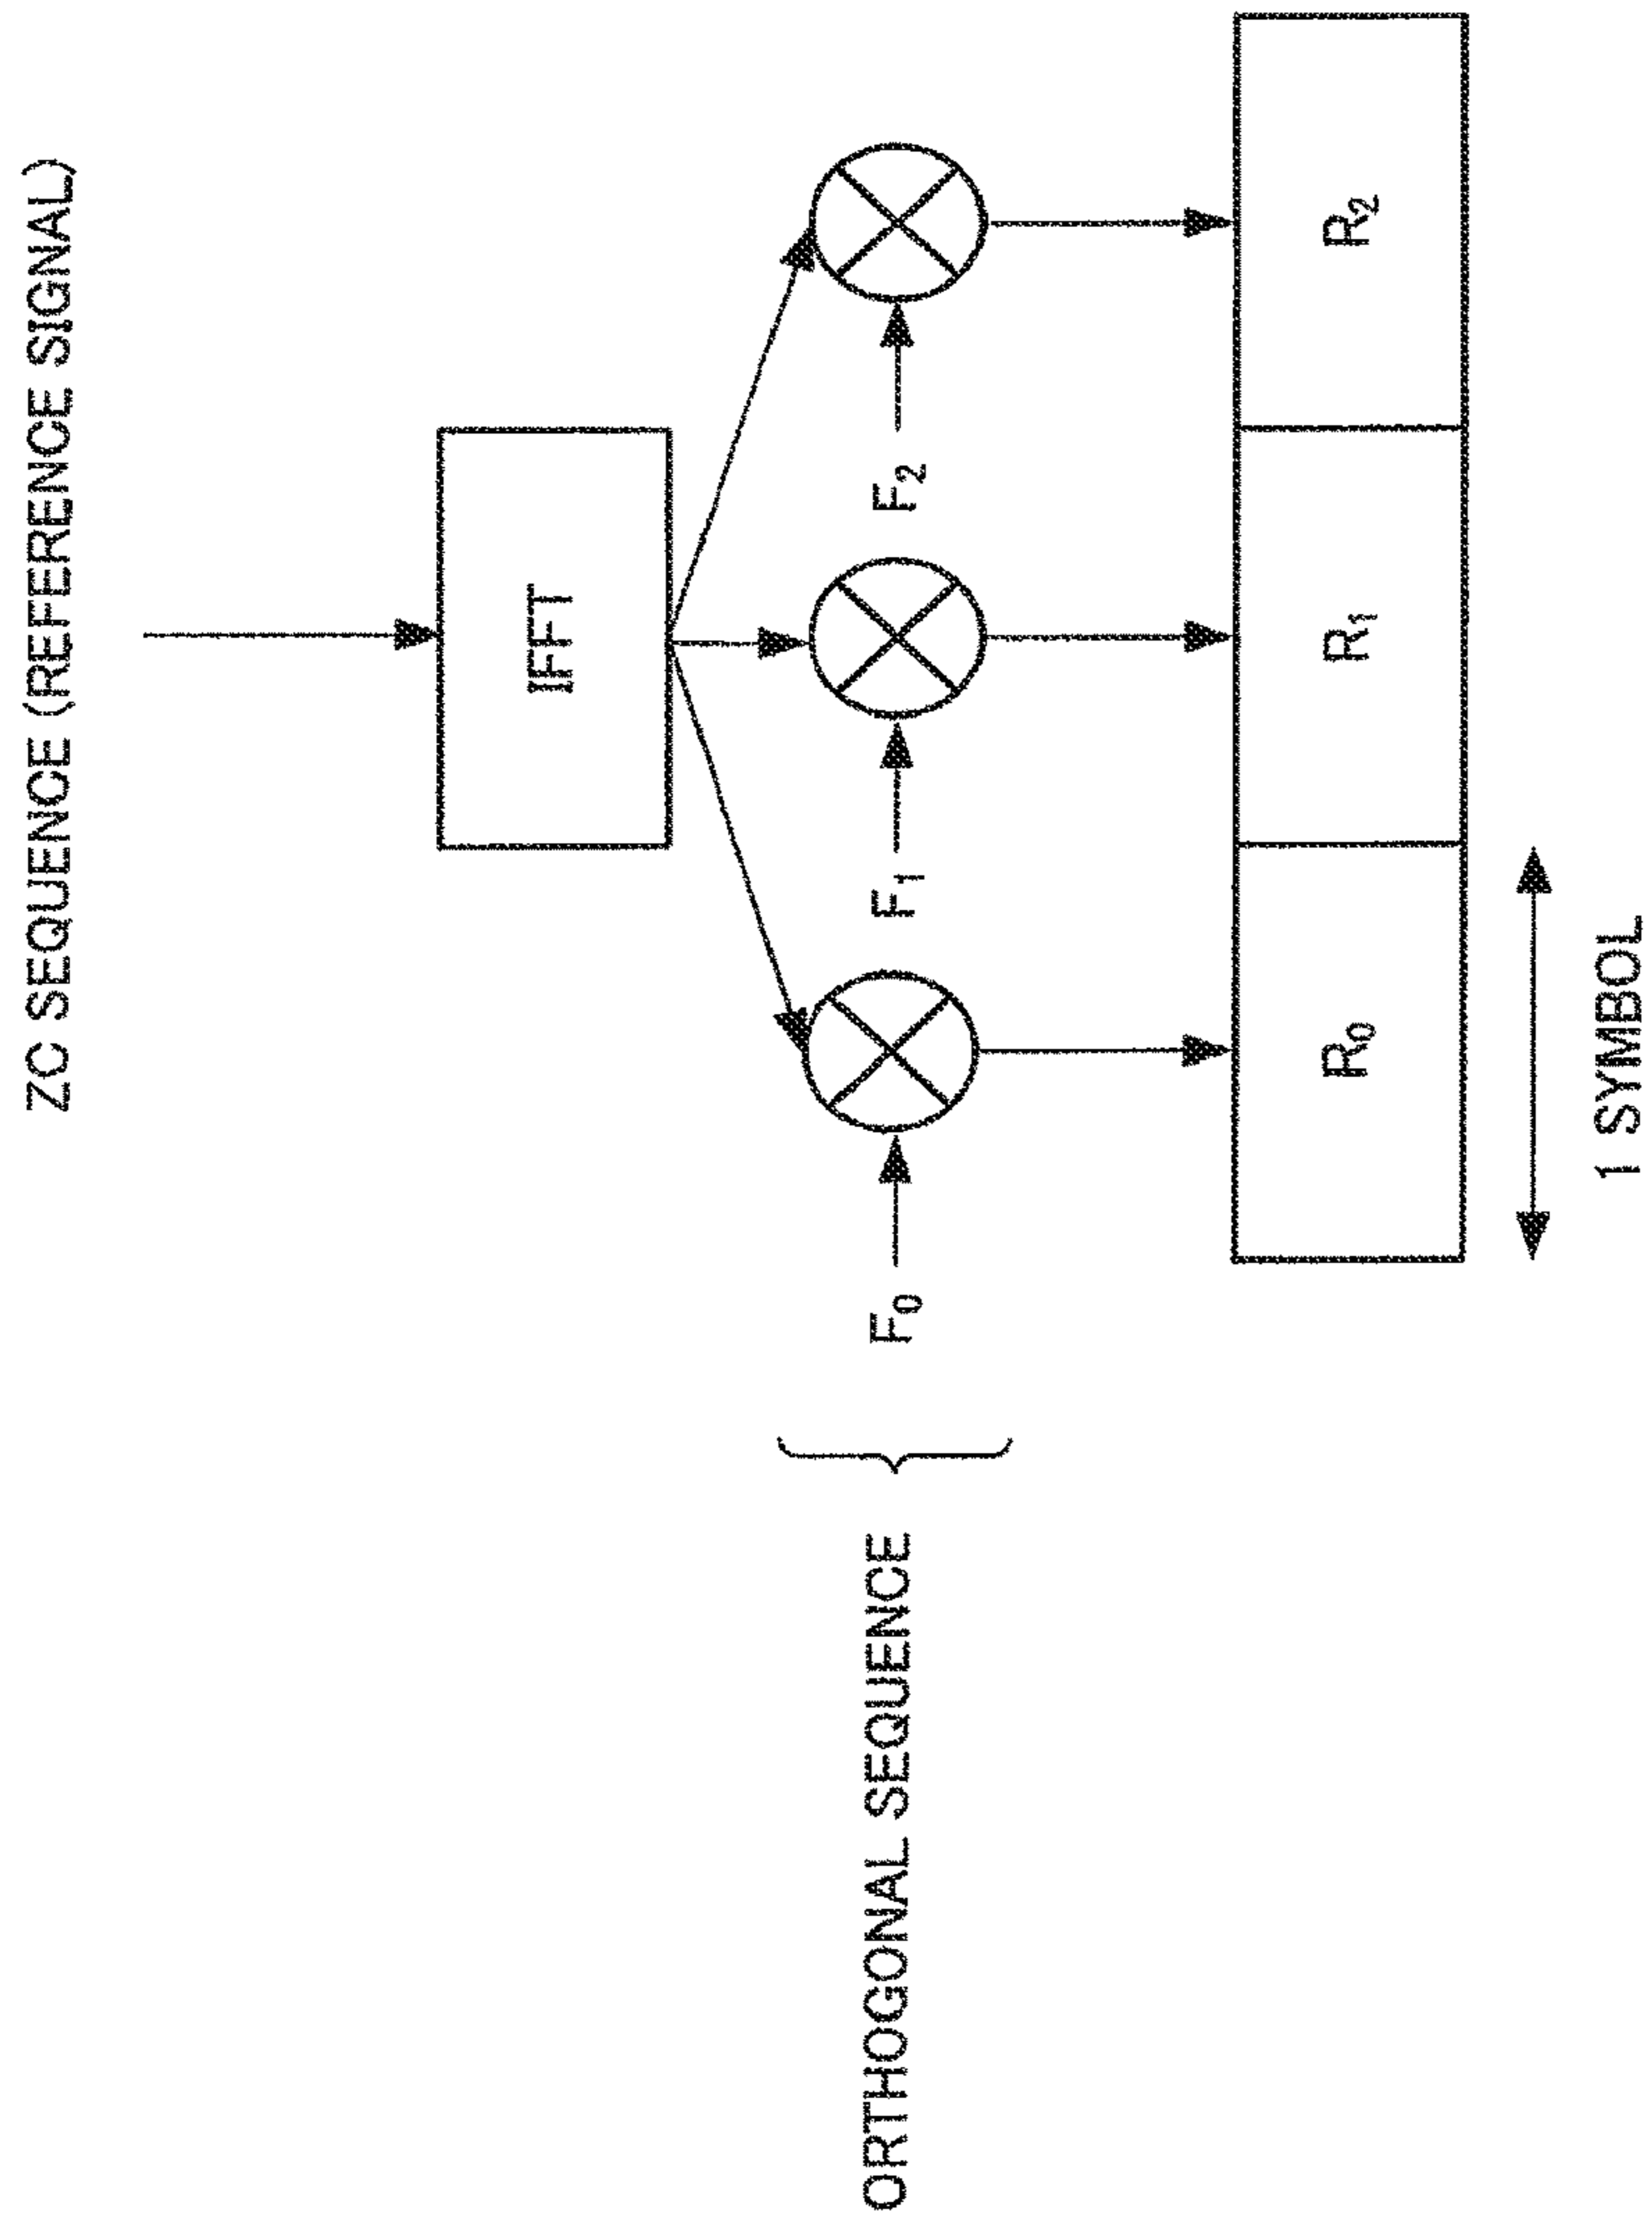 ZC SEQUENCE (REFERENCE SIGNAL)
IFFT
ORTHOGONAL SEQUENCE
F₀
F₁
F₂
R₀
R₁
R₂
1 SYMBOL